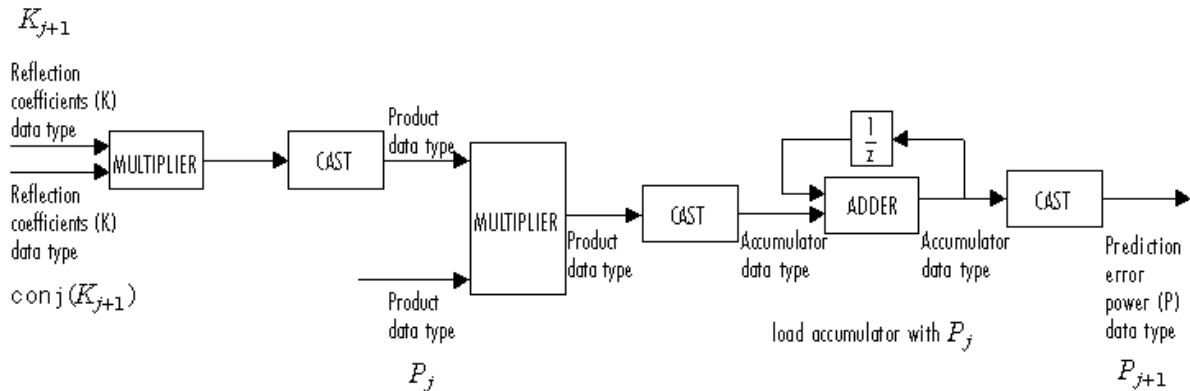 K_{j+1}
Reflection
coefficients (K)
data type
MULTIPLIER
Reflection
coefficients (K)
data type
conj(K_{j+1})
CAST
Product
data type
MULTIPLIER
Product
data type
P_j
Product
data type
CAST
Accumulator
data type
1
z
ADDER
Accumulator
data type
load accumulator with P_j
CAST
Prediction
error
power (P)
data type
P_{j+1}